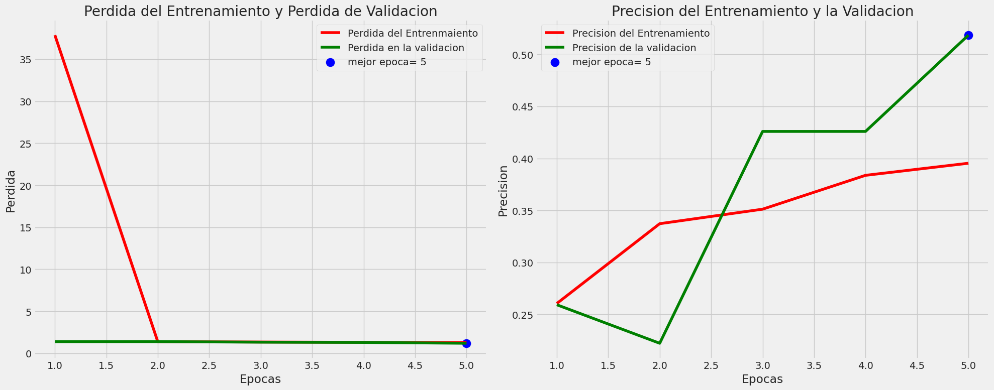 Perdida del Entrenamiento y Perdida de Validacion
Perdida del Entrenmaiento
Perdida en la validacion
mejor epoca= 5
Perdida
35
30
25
20
15
10
5
0
1.0 1.5 2.0 2.5 3.0 3.5 4.0 4.5 5.0
Epocas
Precision del Entrenamiento y la Validacion
Precision del Entrenamiento
Precision de la validacion
mejor epoca= 5
Precision
0.50
0.45
0.40
0.35
0.30
0.25
1.0 1.5 2.0 2.5 3.0 3.5 4.0 4.5 5.0
Epocas